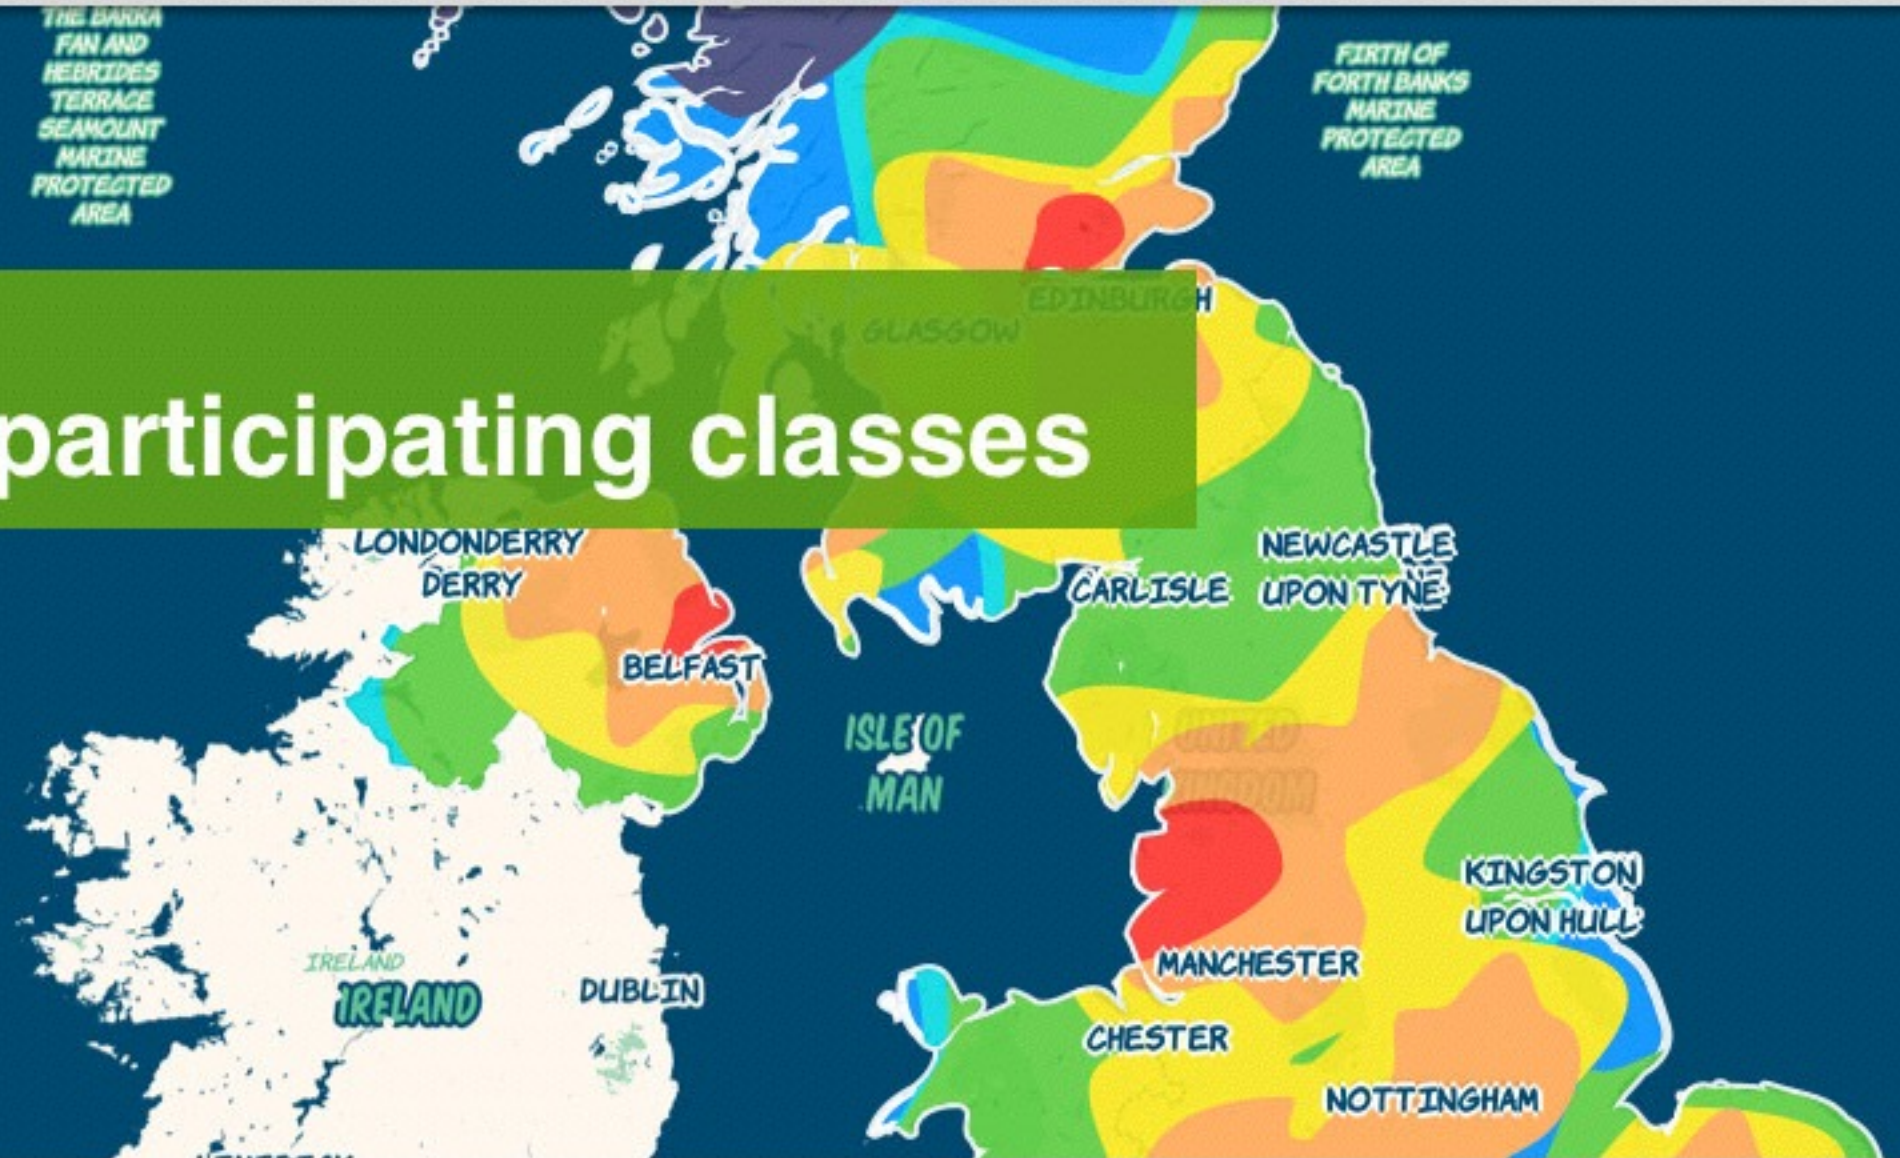 THE BARRA
FAN AND
HEBRIDES
TERRACE
SEAMOUNT
MARINE
PROTECTED
AREA
FIRTH OF
FORTH BANKS
MARINE
PROTECTED
AREA
EDINBURGH
GLASGOW
participating classes
LONDONDERRY
DERRY
NEWCASTLE
UPON TYNE
CARLISLE
BELFAST
ISLE OF
MAN
UNITED
KINGDOM
KINGSTON
UPON HULL
MANCHESTER
IRELAND
IRELAND
DUBLIN
CHESTER
NOTTINGHAM